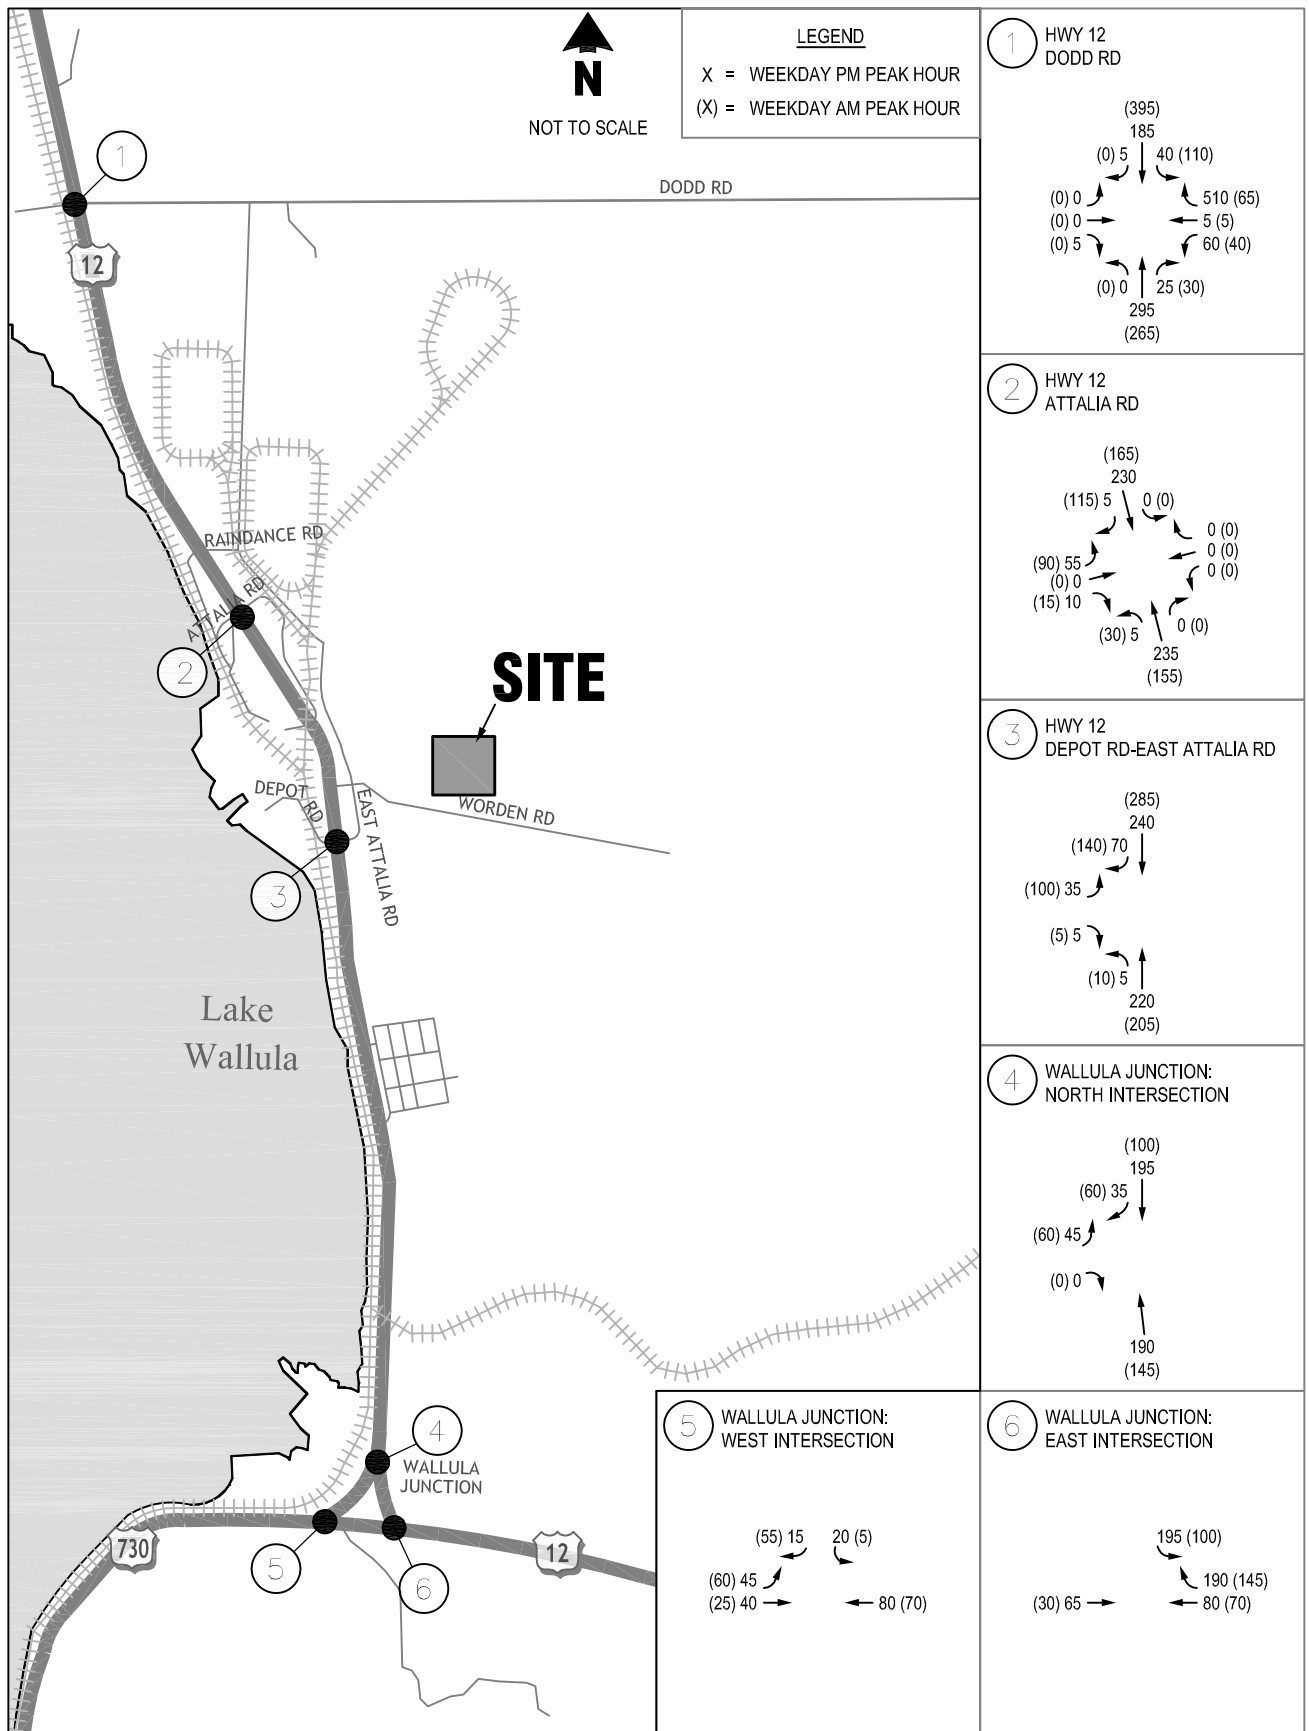 LEGEND
X = WEEKDAY PM PEAK HOUR
(X) = WEEKDAY AM PEAK HOUR
N
NOT TO SCALE
1
DODD RD
12
RAINDANCE RD
ATTALIA RD
2
SITE
DEPOT RD
WORDEN RD
EAST ATTALIA RD
3
Lake
Wallula
4
WALLULA
JUNCTION
730
5
6
12
1
HWY 12
DODD RD
(395)
185
(0) 5
40 (110)
(0) 0
510 (65)
(0) 0
5 (5)
(0) 5
60 (40)
(0) 0
25 (30)
295
(265)
2
HWY 12
ATTALIA RD
(165)
230
(115) 5
0 (0)
0 (0)
(90) 55
0 (0)
(0) 0
0 (0)
(15) 10
(30) 5
0 (0)
235
(155)
3
HWY 12
DEPOT RD-EAST ATTALIA RD
(285)
240
(140) 70
(100) 35
(5) 5
(10) 5
220
(205)
4
WALLULA JUNCTION:
NORTH INTERSECTION
(100)
195
(60) 35
(60) 45
(0) 0
190
(145)
5
WALLULA JUNCTION:
WEST INTERSECTION
(55) 15
20 (5)
(60) 45
(25) 40
80 (70)
6
WALLULA JUNCTION:
EAST INTERSECTION
195 (100)
190 (145)
(30) 65
80 (70)